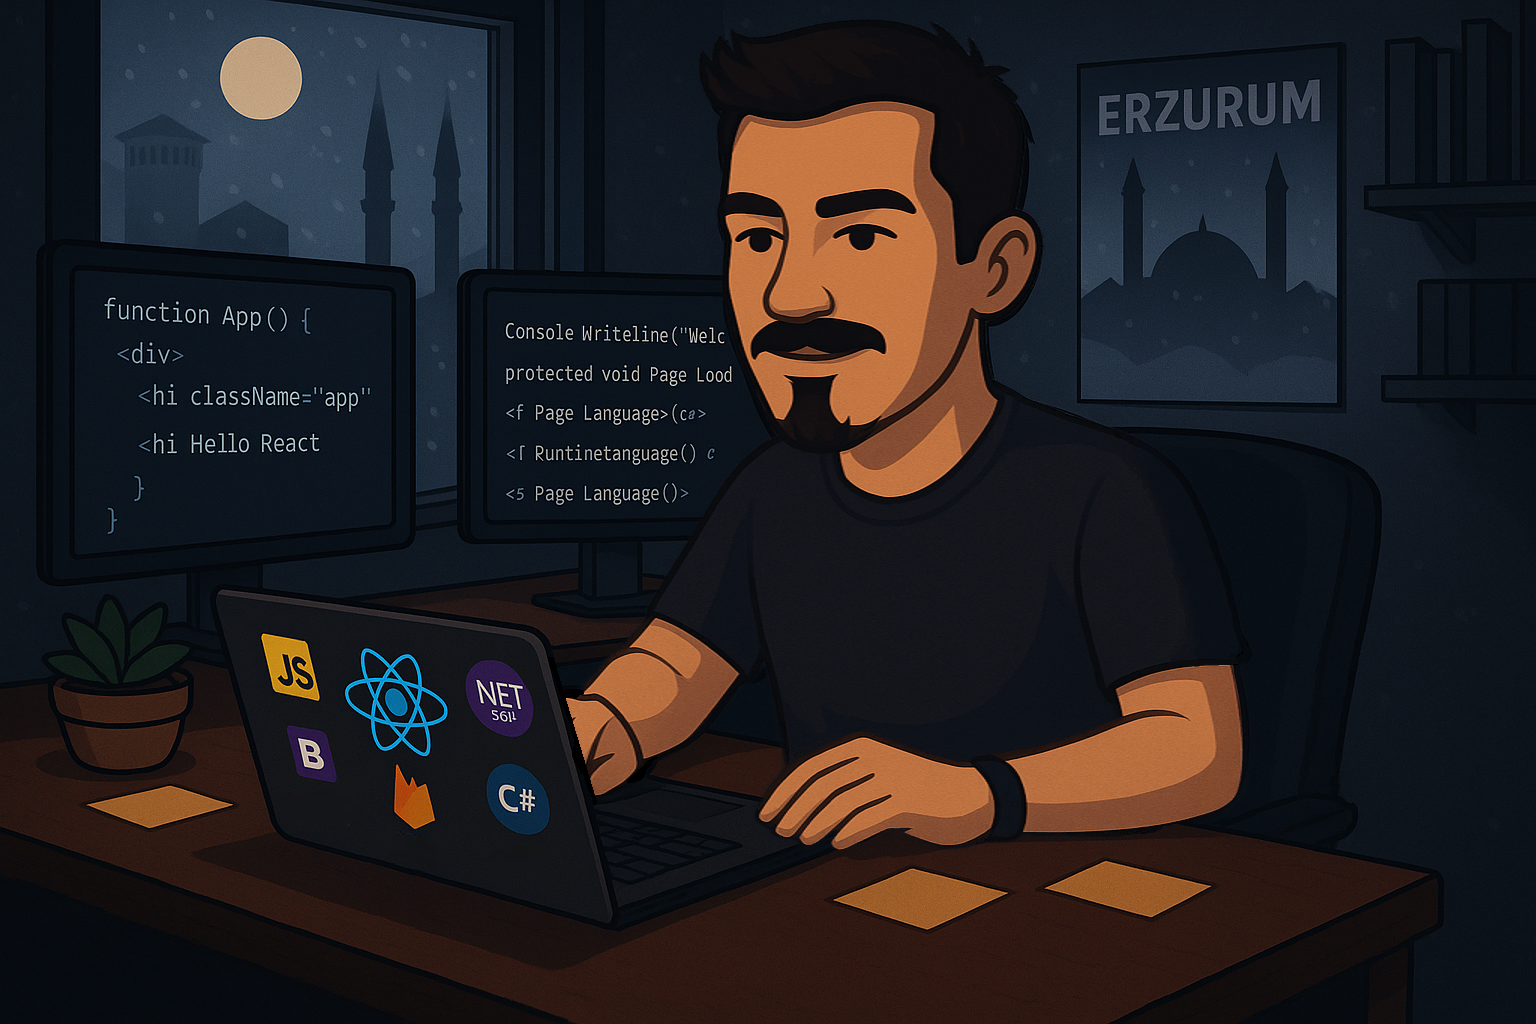 ERZURUM
function App() {
<div>
<hi className="app"
<hi Hello React
}
}
Console Writeline("Welc
protected void Page Lood
<f Page Language>(ca>
<f Runtinetanguage() c
<5 Page Language()>
JS
NET
B
C#